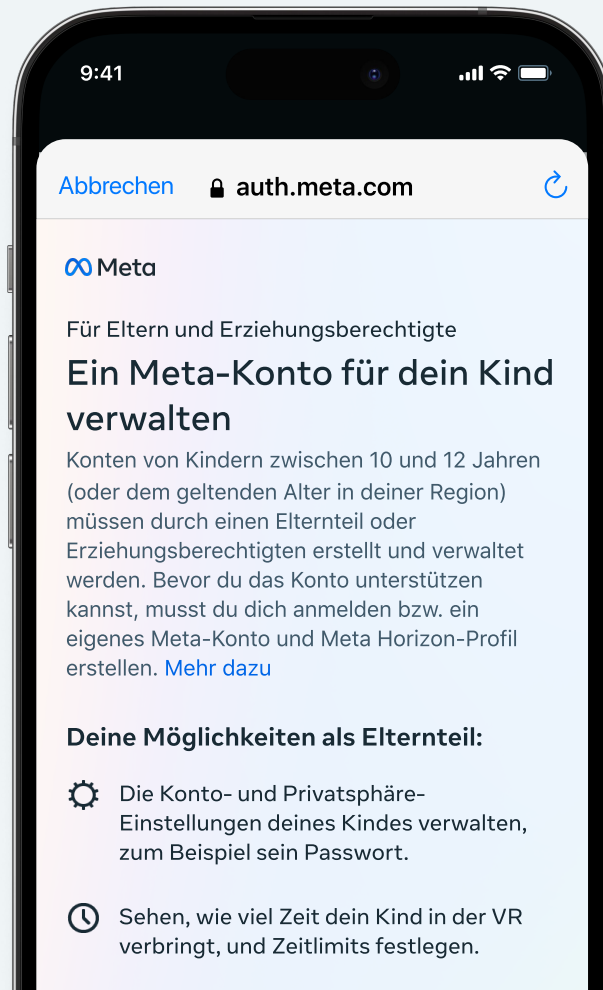 9:41
Abbrechen auth.meta.com
Meta
Für Eltern und Erziehungsberechtigte
Ein Meta-Konto für dein Kind
verwalten
Konten von Kindern zwischen 10 und 12 Jahren
(oder dem geltenden Alter in deiner Region)
müssen durch einen Elternteil oder
Erziehungsberechtigten erstellt und verwaltet
werden. Bevor du das Konto unterstützen
kannst, musst du dich anmelden bzw. ein
eigenes Meta-Konto und Meta Horizon-Profil
erstellen. Mehr dazu
Deine Möglichkeiten als Elternteil:
Die Konto- und Privatsphäre-
Einstellungen deines Kindes verwalten,
zum Beispiel sein Passwort.
Sehen, wie viel Zeit dein Kind in der VR
verbringt, und Zeitlimits festlegen.